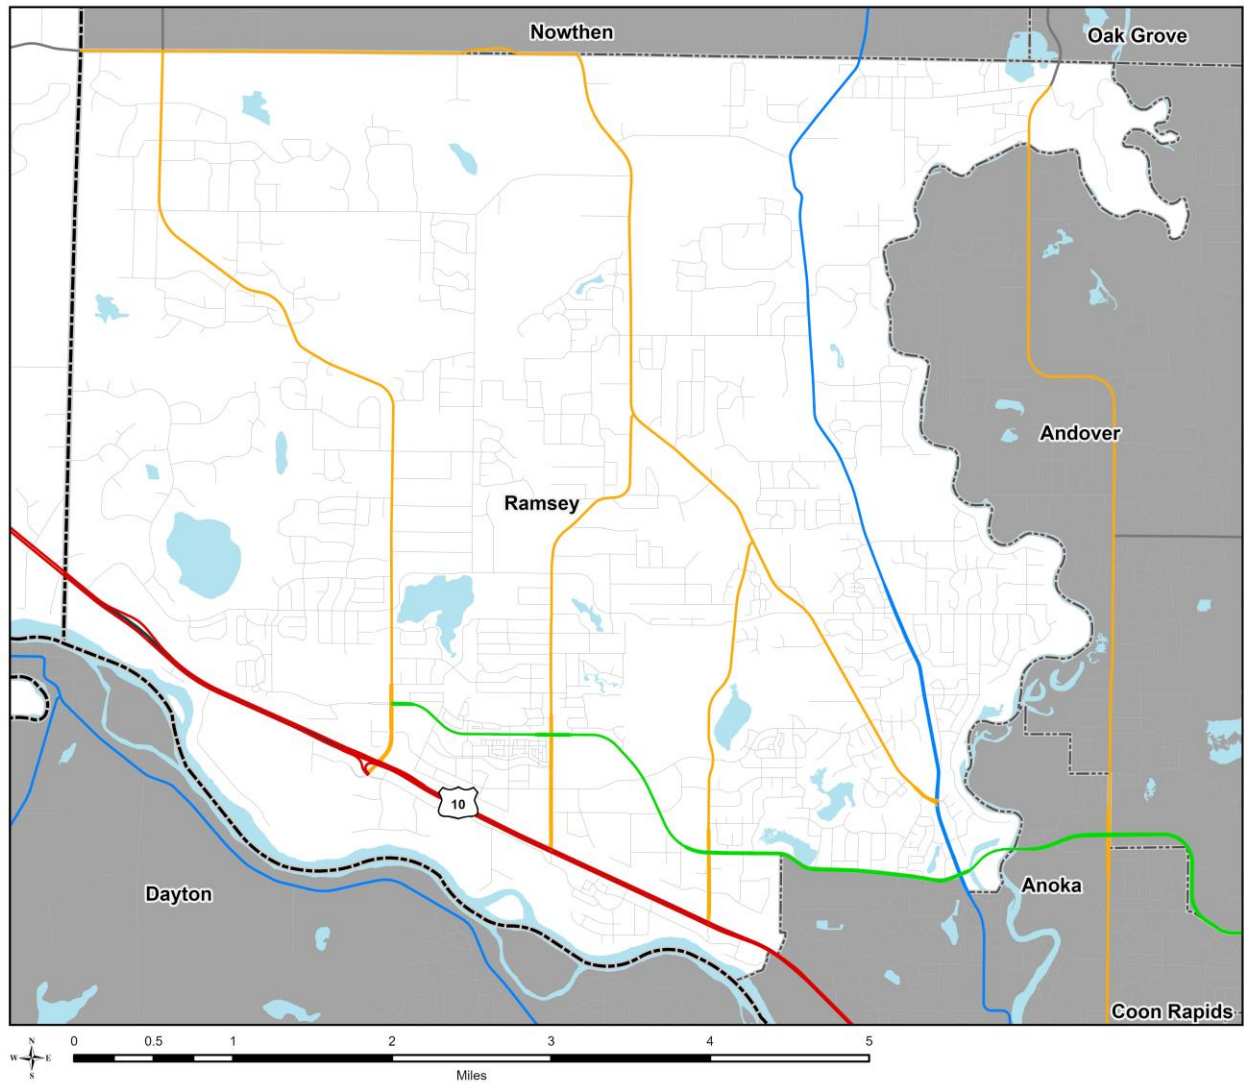 Nowthen
Oak Grove
Andover
Ramsey
10
Dayton
Anoka
Coon Rapids
N
W E
S
0 0.5 1 2 3 4 5
Miles